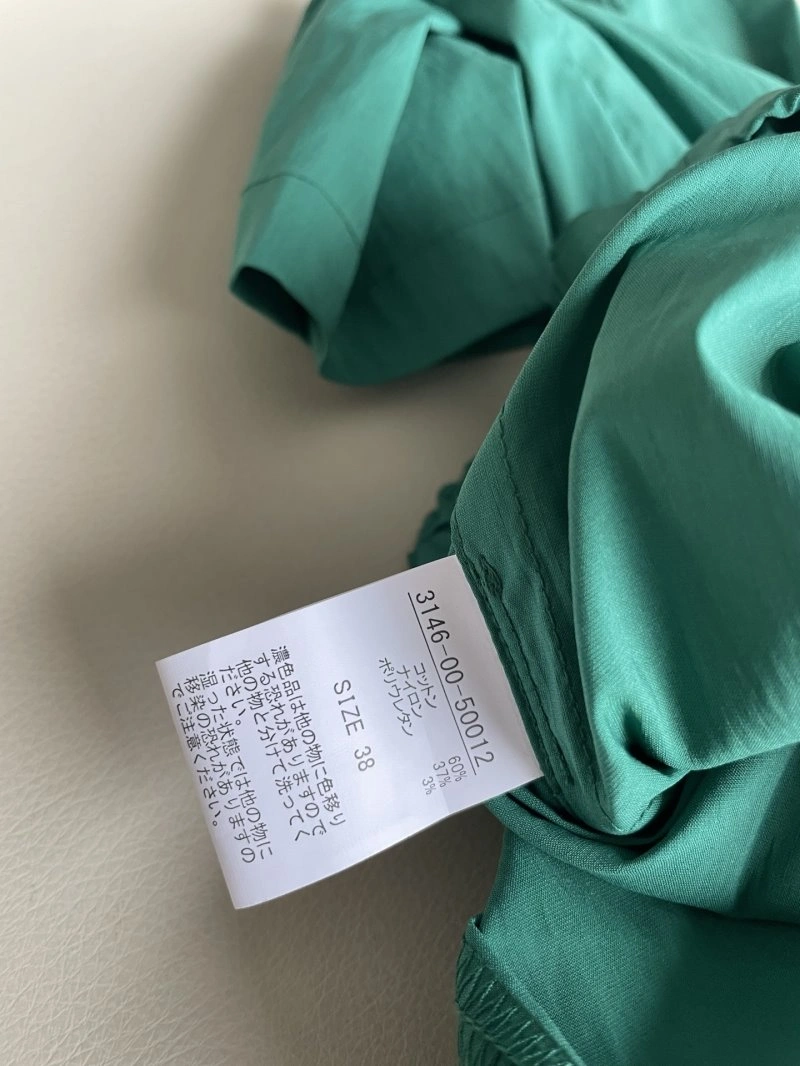 3146-00-50012
コットン 60%
ナイロン 37%
ポリウレタン 3%
SIZE 38
濃色品は他の物に色移り
する恐れがありますので
他の物と分けて洗ってく
ださい。
湿った状態では他の物に
移染の恐れがありますの
でご注意ください。